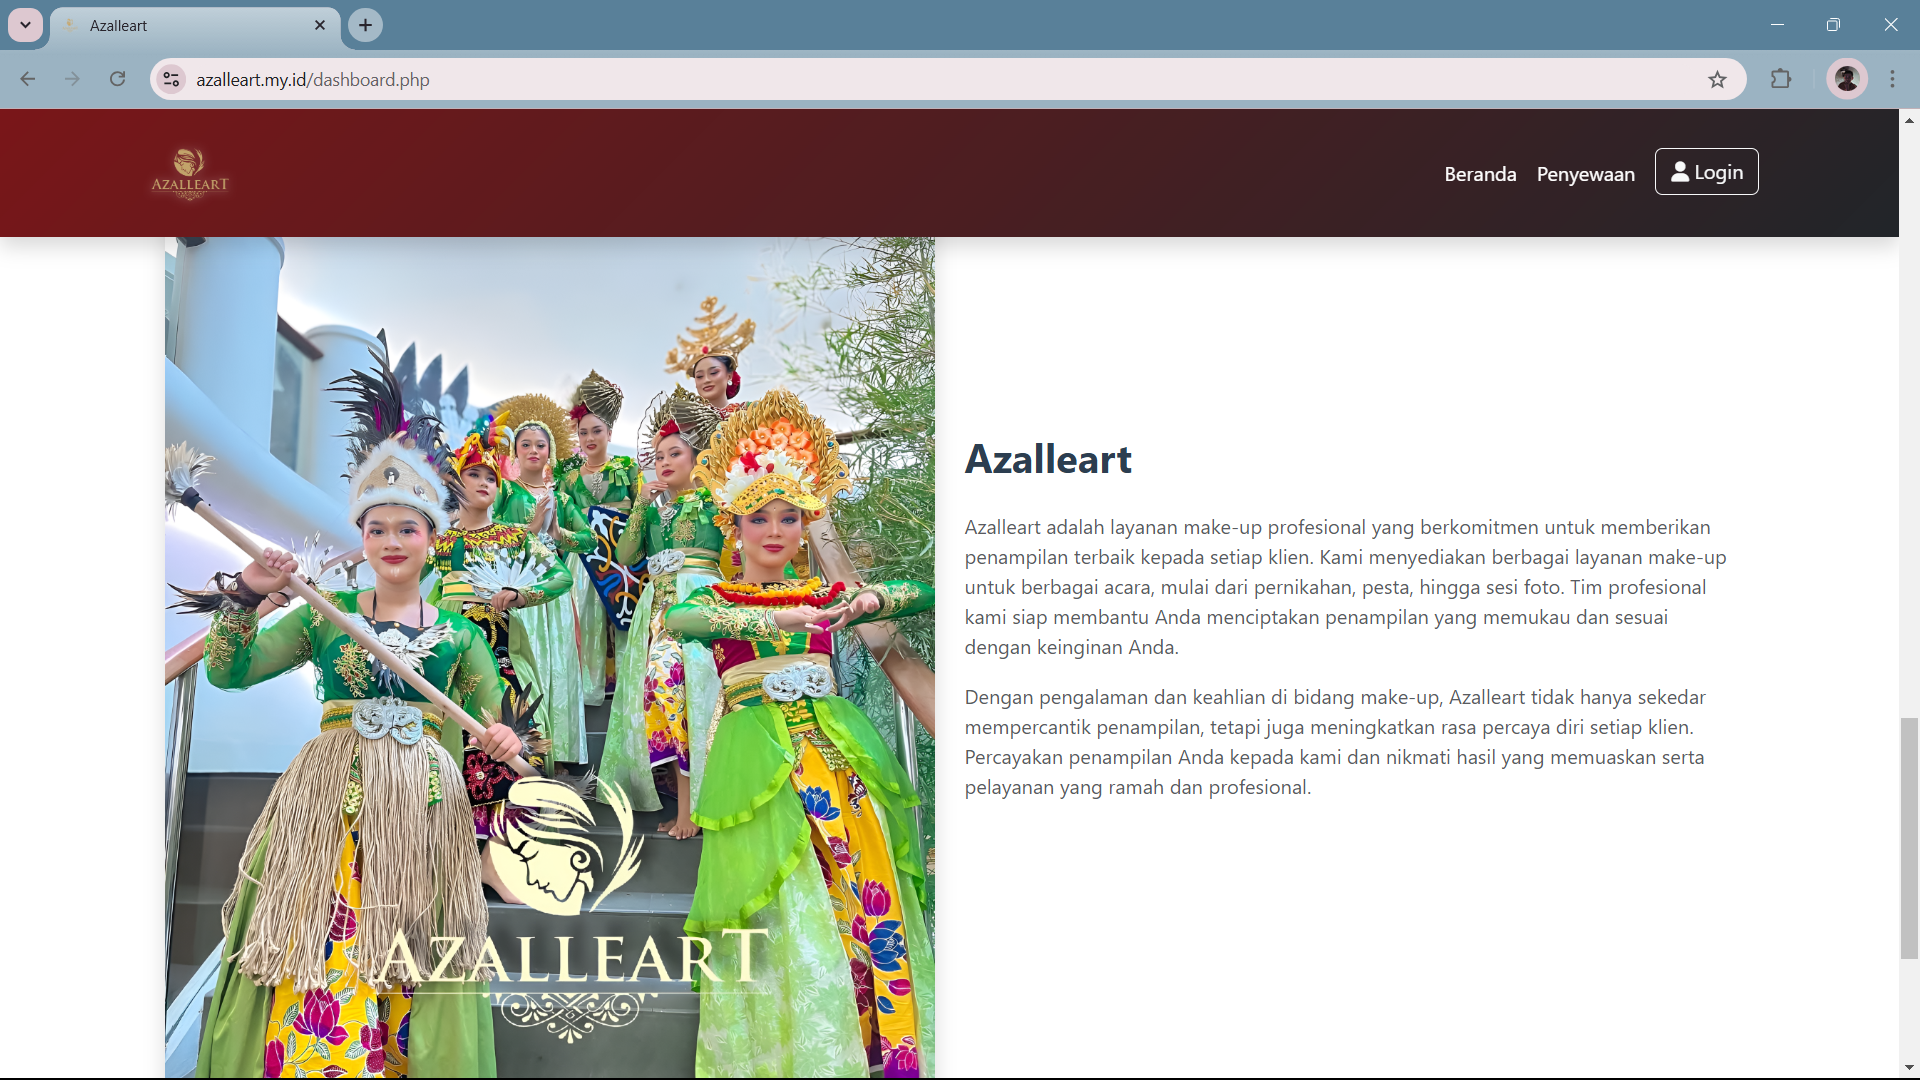 Azalleart
azalleart.my.id/dashboard.php
AZALLEART
Beranda
Penyewaan
Login
Azalleart
Azalleart adalah layanan make-up profesional yang berkomitmen untuk memberikan
penampilan terbaik kepada setiap klien. Kami menyediakan berbagai layanan make-up
untuk berbagai acara, mulai dari pernikahan, pesta, hingga sesi foto. Tim profesional
kami siap membantu Anda menciptakan penampilan yang memukau dan sesuai
dengan keinginan Anda.
Dengan pengalaman dan keahlian di bidang make-up, Azalleart tidak hanya sekedar
mempercantik penampilan, tetapi juga meningkatkan rasa percaya diri setiap klien.
Percayakan penampilan Anda kepada kami dan nikmati hasil yang memuaskan serta
pelayanan yang ramah dan profesional.
AZALLEART